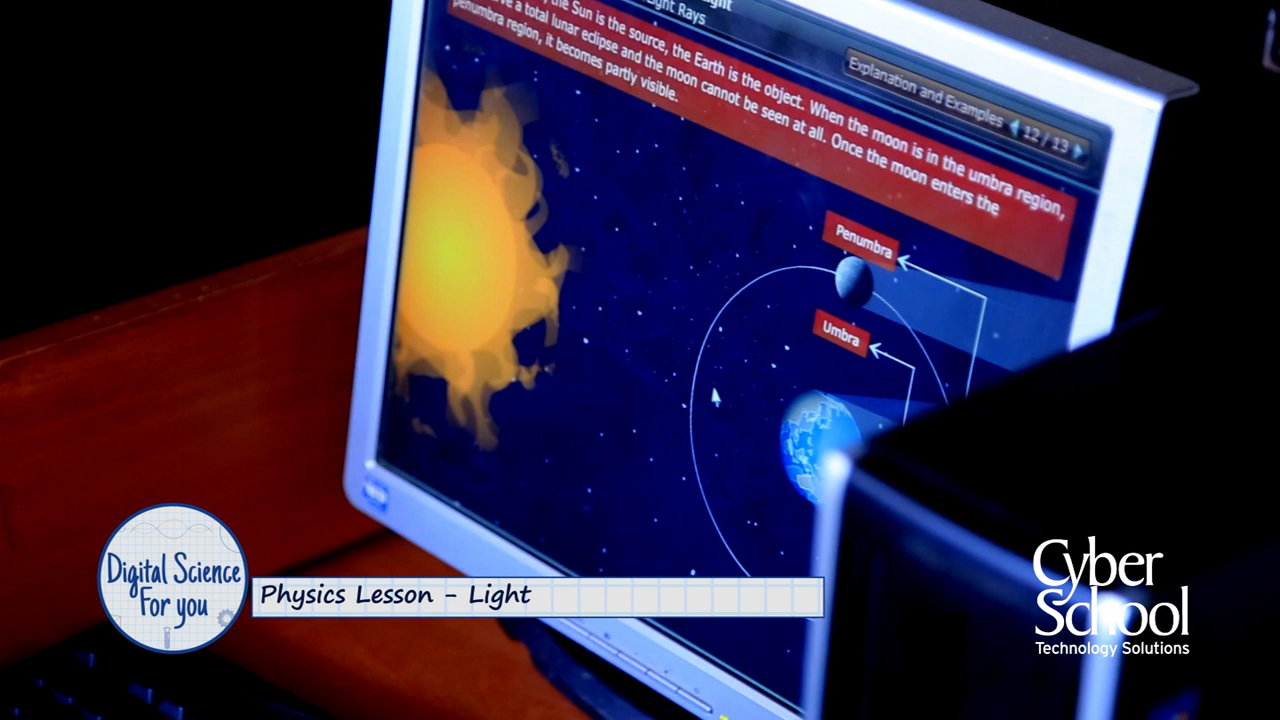 ght
Light Rays
the Sun is the source, the Earth is the object. When the moon is in the umbra region,
a total lunar eclipse and the moon cannot be seen at all. Once the moon enters the
penumbra region, it becomes partly visible.
Explanation and Examples 12 / 13
Penumbra
Umbra
Digital Science
For you
Physics Lesson - Light
Cyber
School
Technology Solutions